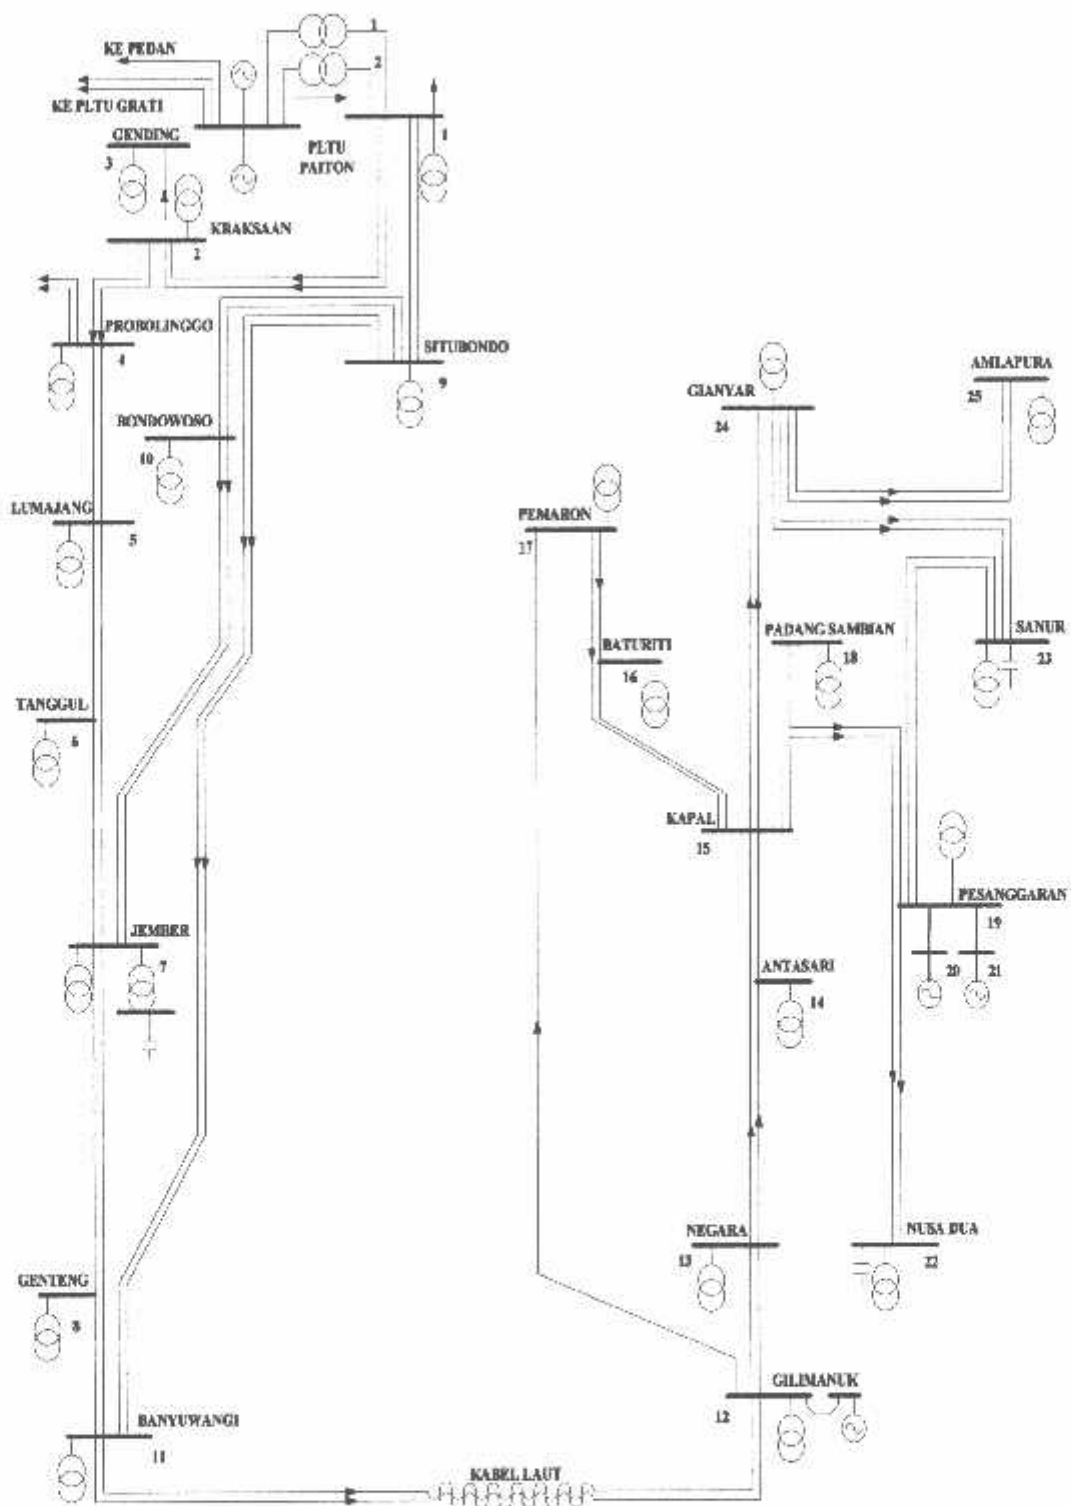 1
KE PEDAN
2
KE PLTU GRATI
GENDING
1
3
PLTU
PAITON
KRAKSAAN
2
PROBOLINGGO
4
SITUBONDO
9
AMLAPURA
25
GIANYAR
24
BONDOWOSO
10
LUMAJANG
5
PEMARON
17
PADANG SAMBIAN
18
SANUR
23
BATURITI
16
TANGGUL
6
KAPAL
15
PESANGGARAN
19
20
21
JEMBER
7
ANTASARI
14
NEGARA
13
NUSA DUA
22
GENTENG
8
GILIMANUK
12
BANYUWANGI
11
KABEL LAUT